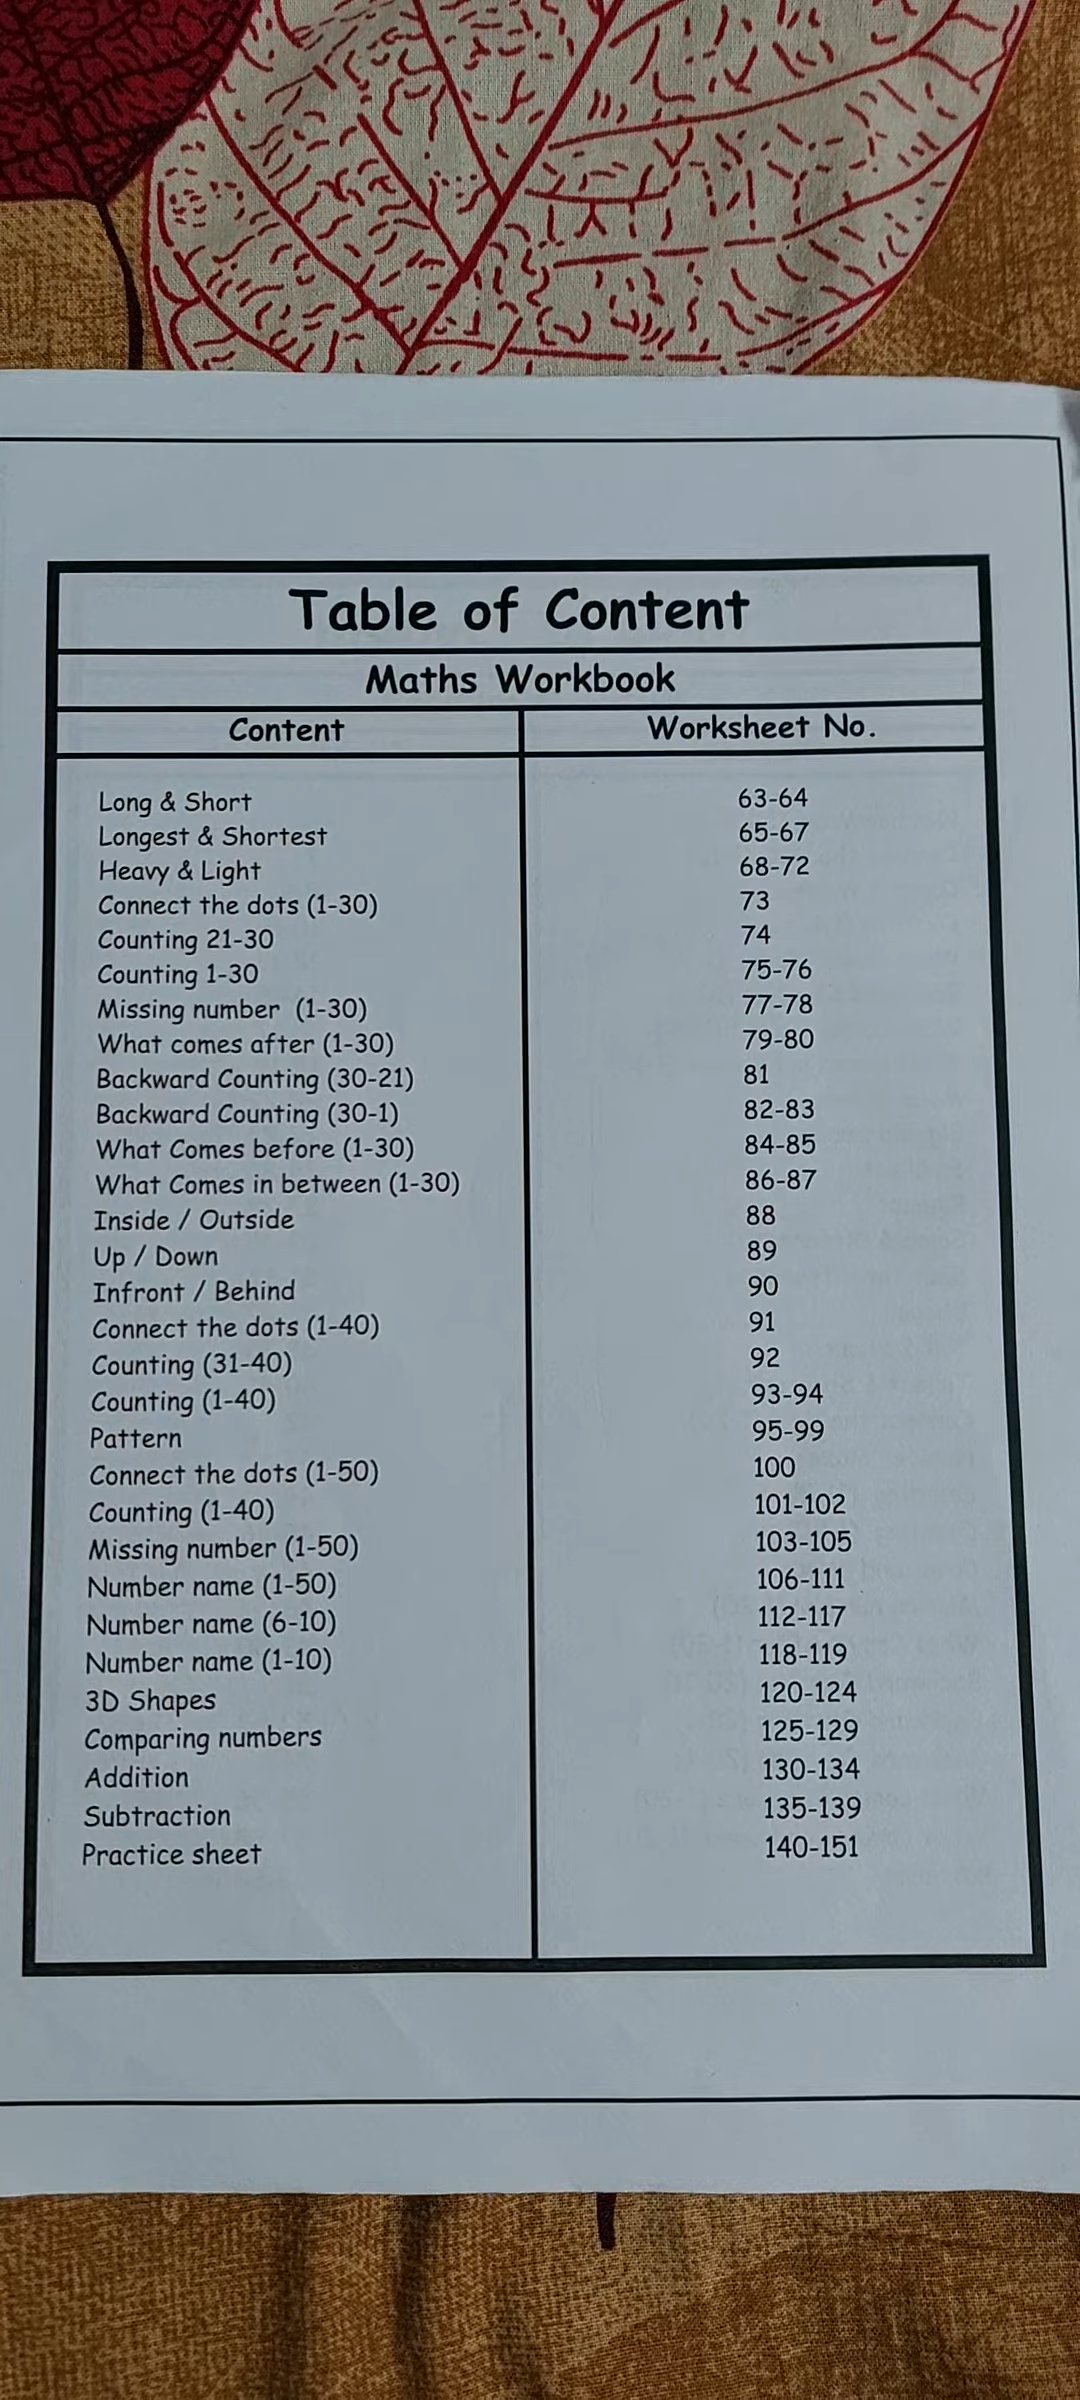 Table of Content
Maths Workbook
Content Worksheet No.
Long & Short 63-64
Longest & Shortest 65-67
Heavy & Light 68-72
Connect the dots (1-30) 73
Counting 21-30 74
Counting 1-30 75-76
Missing number (1-30) 77-78
What comes after (1-30) 79-80
Backward Counting (30-21) 81
Backward Counting (30-1) 82-83
What Comes before (1-30) 84-85
What Comes in between (1-30) 86-87
Inside / Outside 88
Up / Down 89
Infront / Behind 90
Connect the dots (1-40) 91
Counting (31-40) 92
Counting (1-40) 93-94
Pattern 95-99
Connect the dots (1-50) 100
Counting (1-40) 101-102
Missing number (1-50) 103-105
Number name (1-50) 106-111
Number name (6-10) 112-117
Number name (1-10) 118-119
3D Shapes 120-124
Comparing numbers 125-129
Addition 130-134
Subtraction 135-139
Practice sheet 140-151